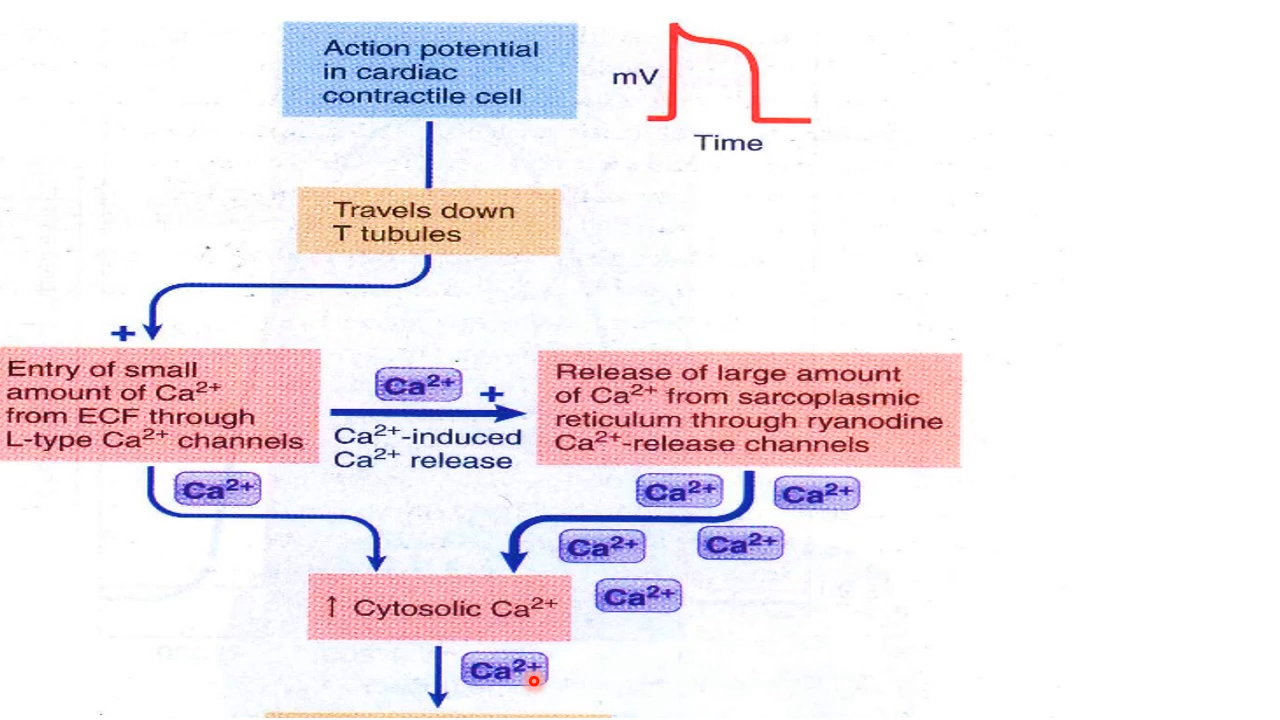 Action potential
in cardiac
contractile cell
mV
Time
Travels down
T tubules
+
Entry of small
amount of Ca²⁺
from ECF through
L-type Ca²⁺ channels
Ca²⁺
+
Ca²⁺-induced
Ca²⁺ release
Release of large amount
of Ca²⁺ from sarcoplasmic
reticulum through ryanodine
Ca²⁺-release channels
Ca²⁺
Ca²⁺
Ca²⁺
Ca²⁺
Ca²⁺
↑ Cytosolic Ca²⁺
Ca²⁺
Ca²⁺